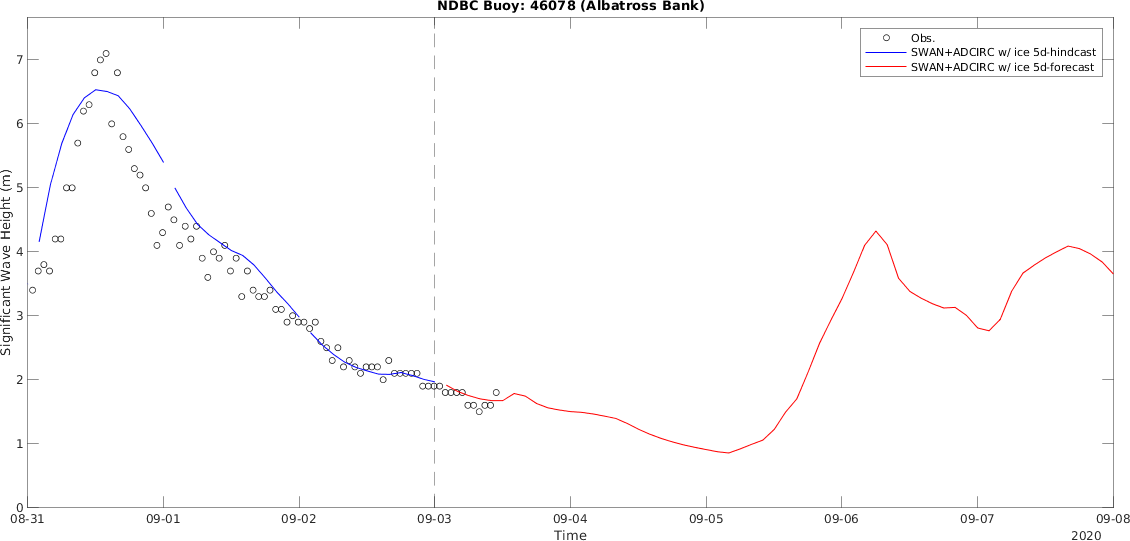 NDBC Buoy: 46078 (Albatross Bank)
Obs.
SWAN+ADCIRC w/ ice 5d-hindcast
SWAN+ADCIRC w/ ice 5d-forecast
Significant Wave Height (m)
7
6
5
4
3
2
1
0
08-31 09-01 09-02 09-03 09-04 09-05 09-06 09-07 09-08
Time
2020